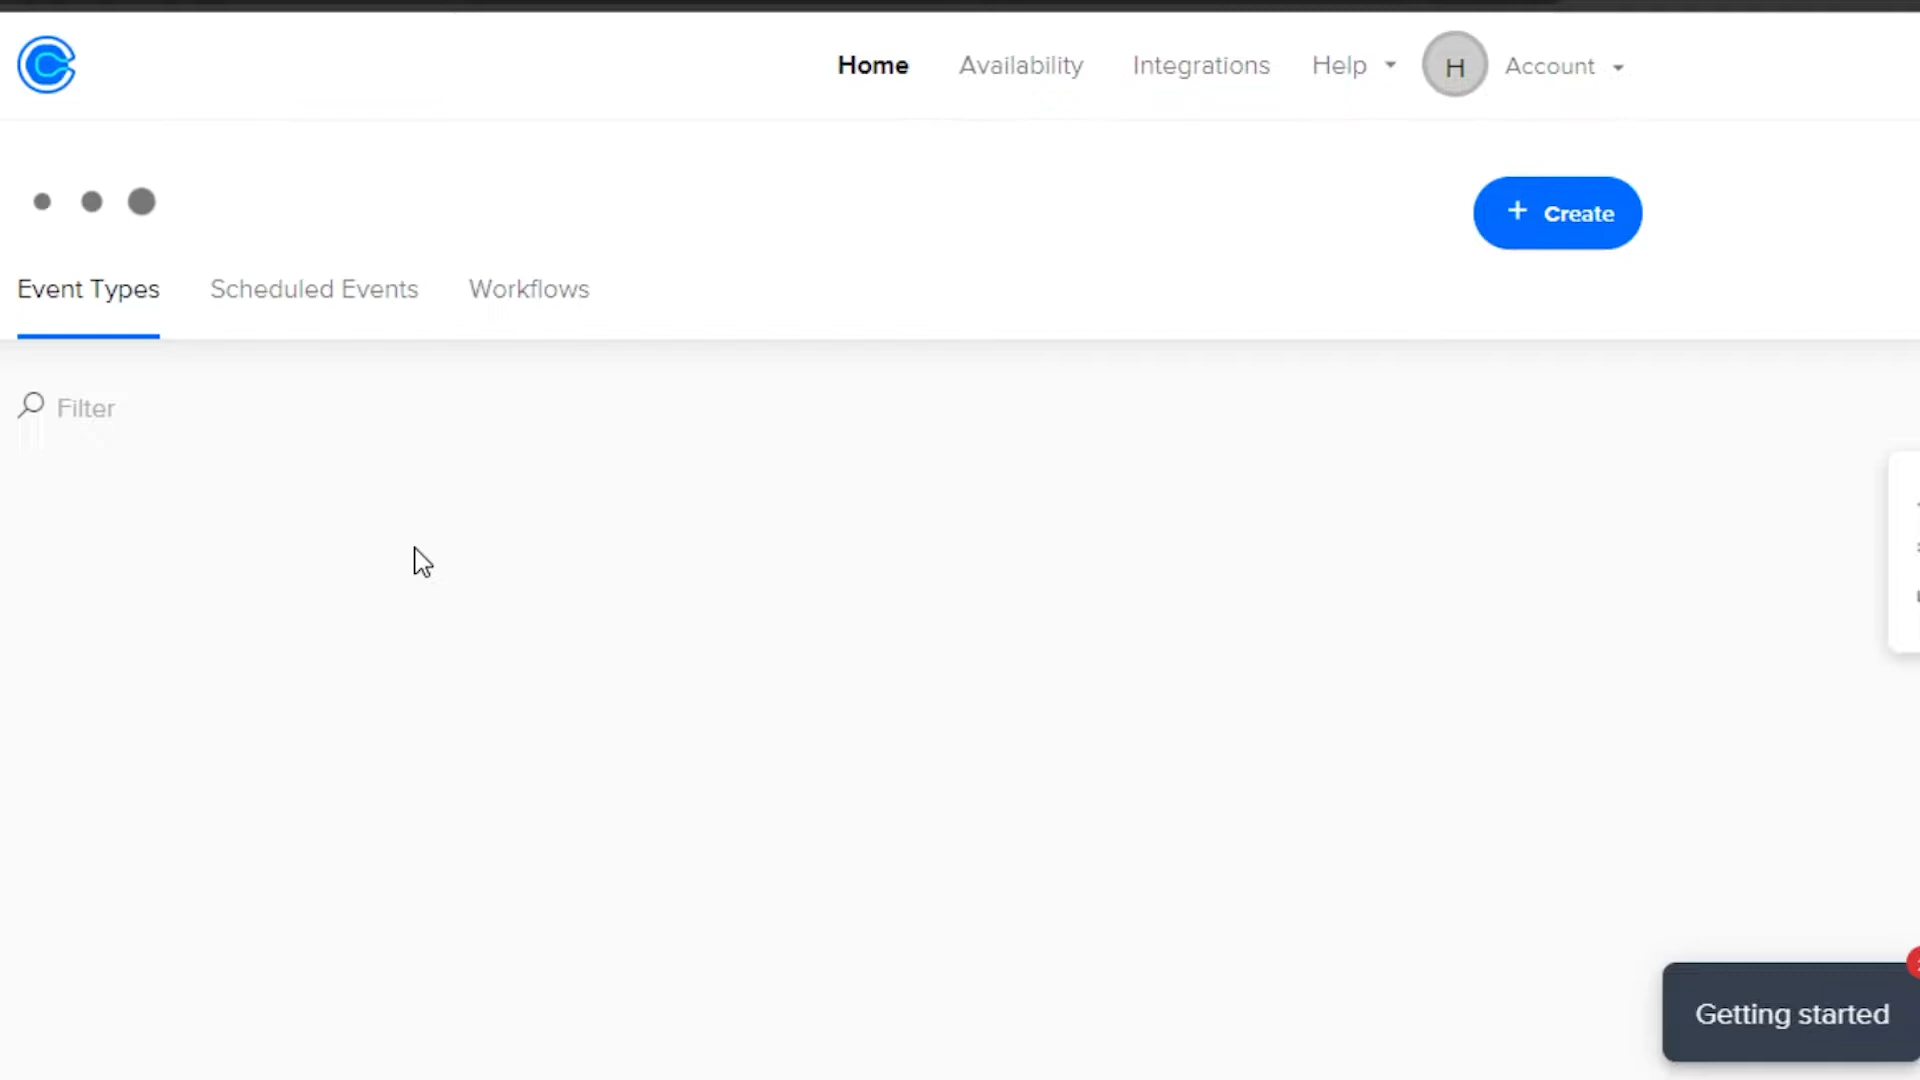 Home Availability Integrations Help H Account
+ Create
Event Types Scheduled Events Workflows
Filter
Getting started